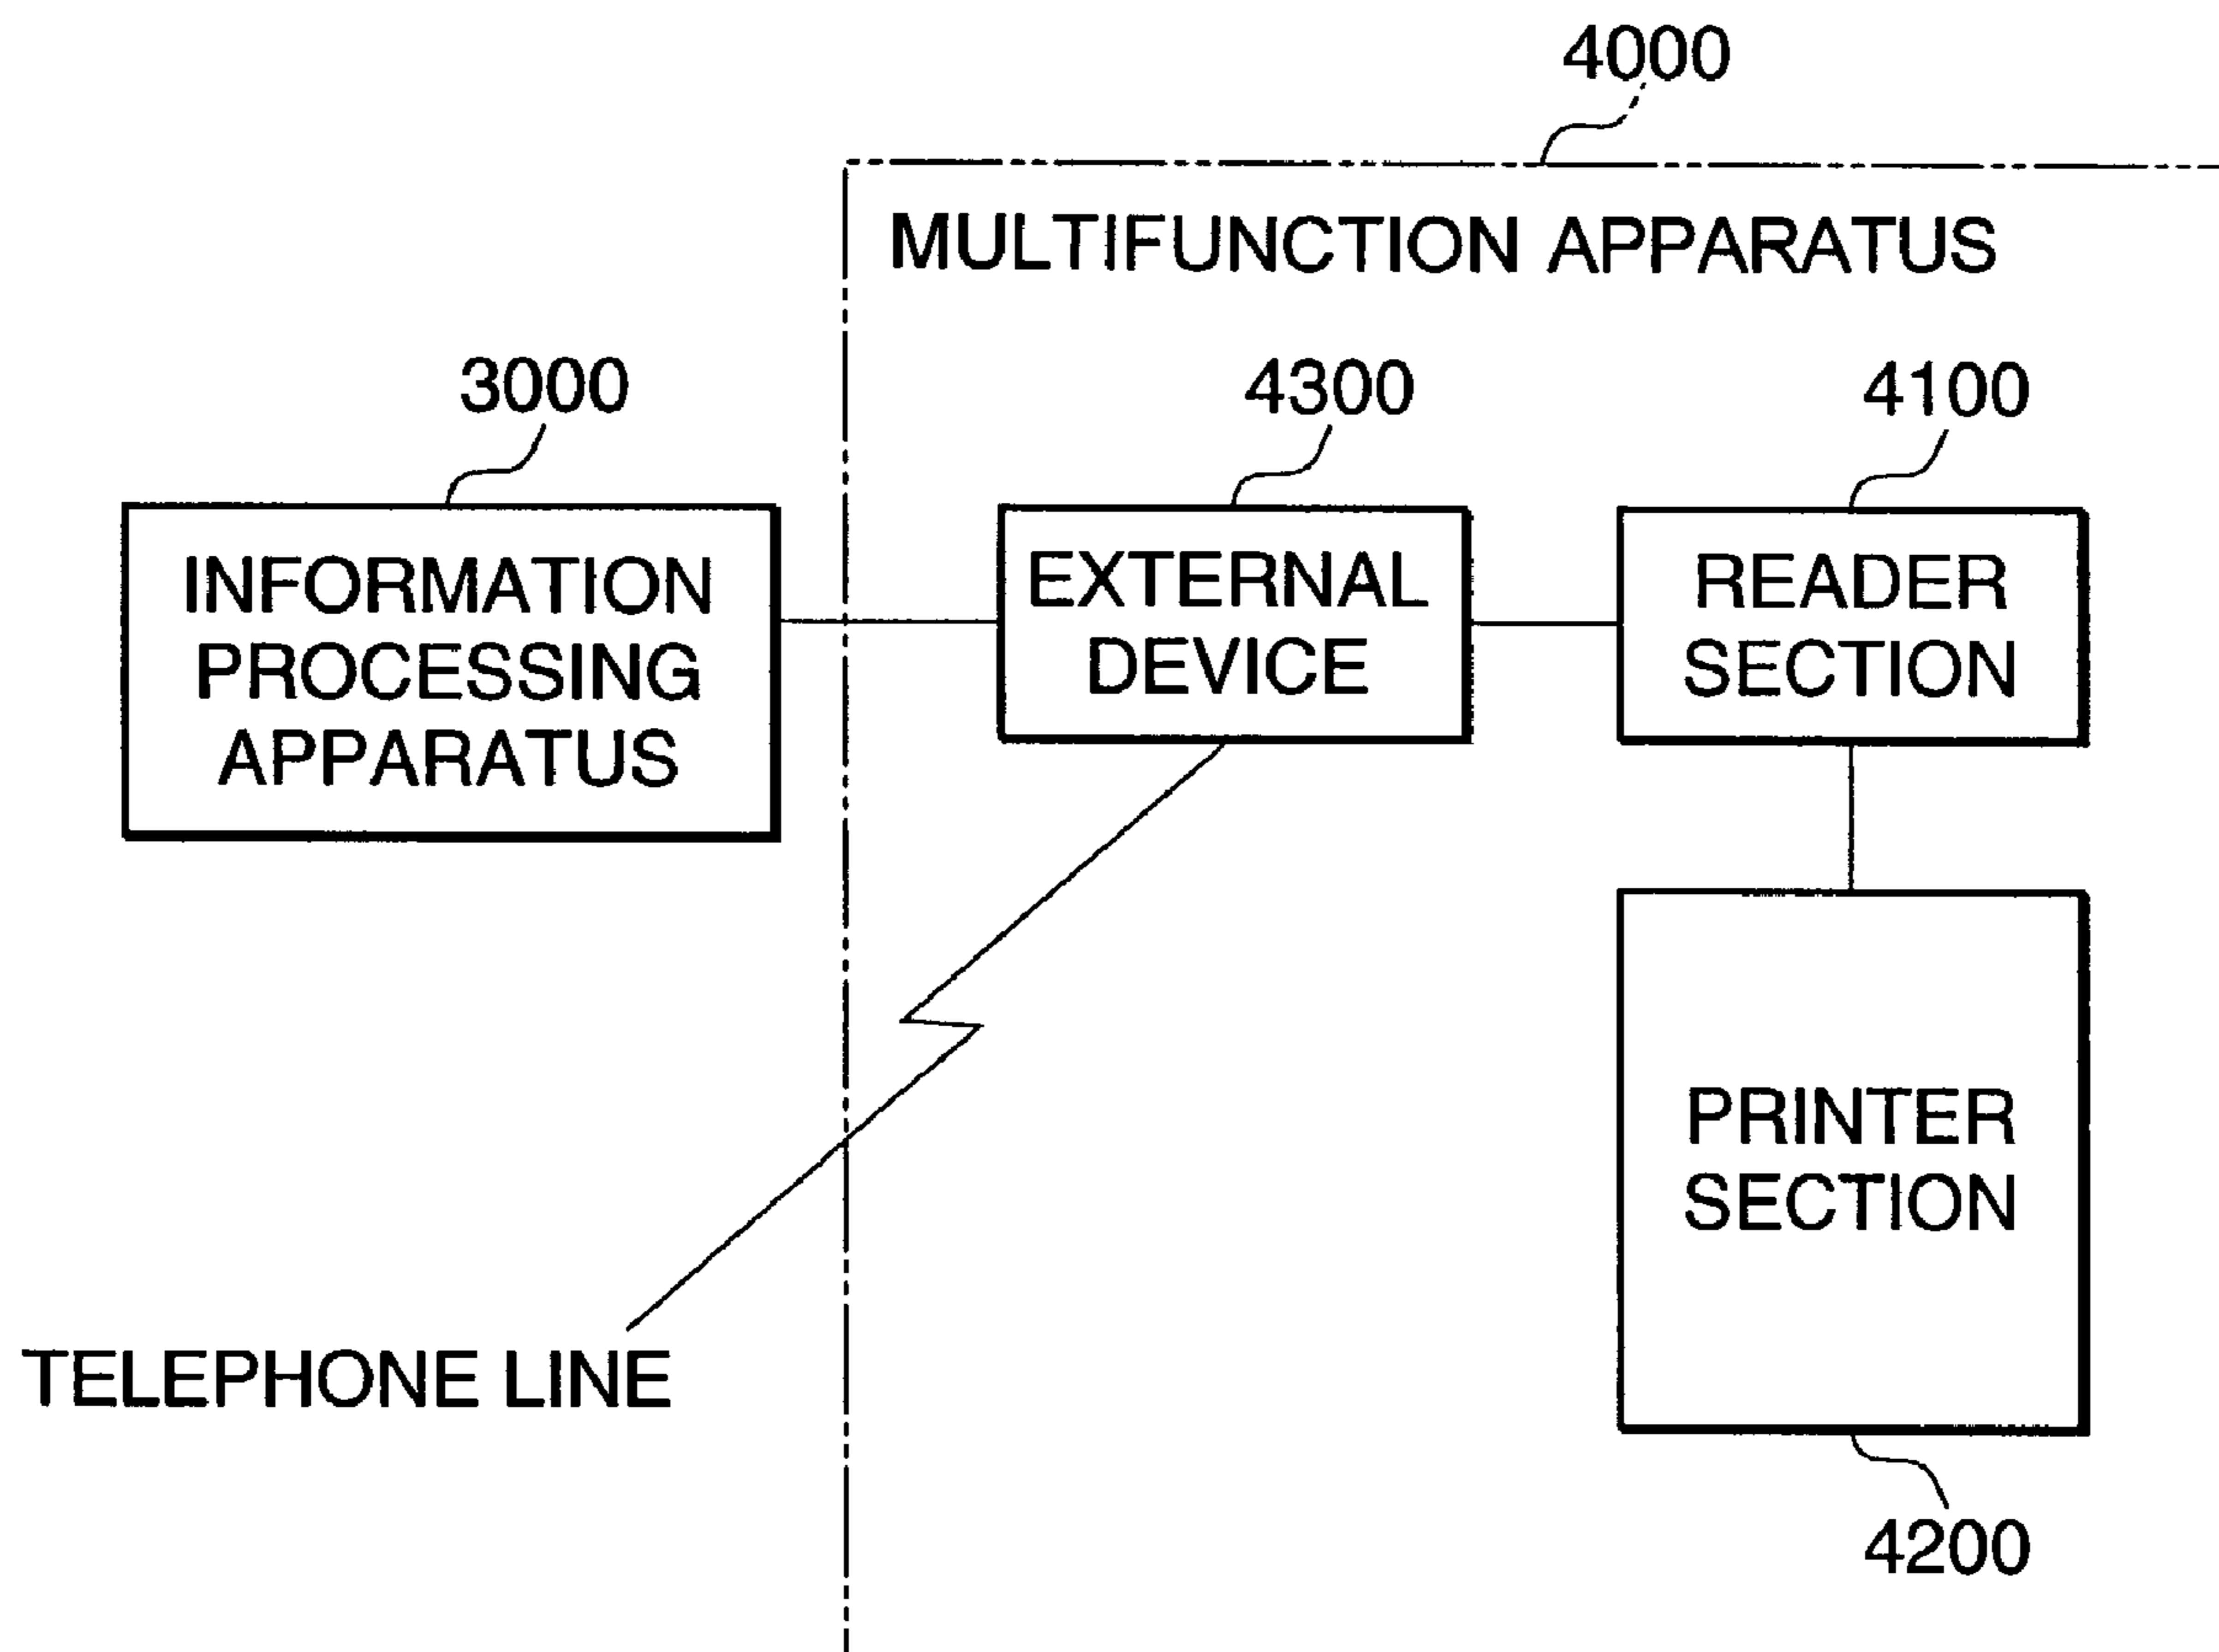 4000
MULTIFUNCTION APPARATUS
3000
4300
4100
INFORMATION
PROCESSING
APPARATUS
EXTERNAL
DEVICE
READER
SECTION
PRINTER
SECTION
TELEPHONE LINE
4200